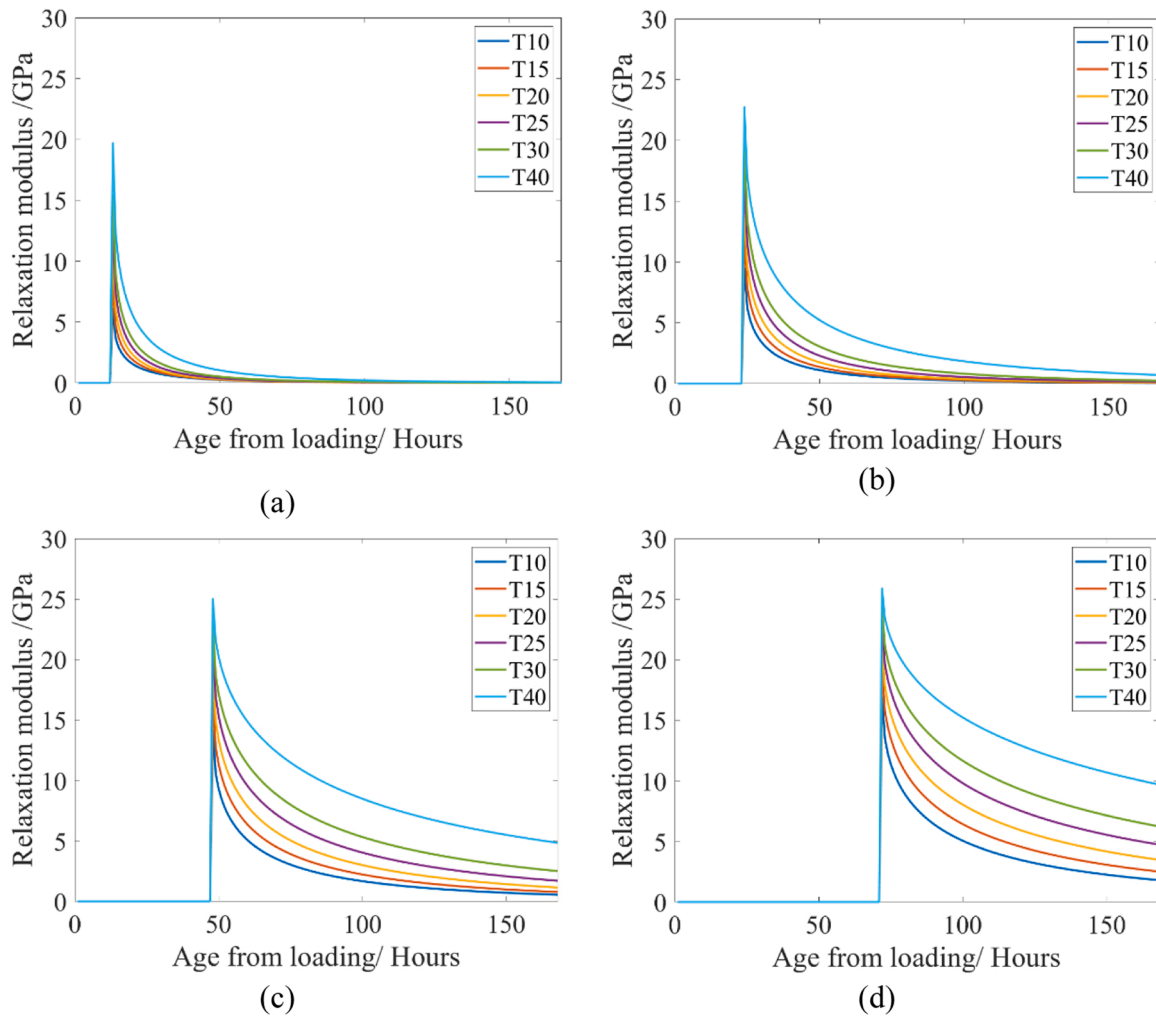 30
25
20
15
10
5
0
Relaxation modulus /GPa
T10
T15
T20
T25
T30
T40
0 50 100 150
Age from loading/ Hours
(a)
30
25
20
15
10
5
0
Relaxation modulus /GPa
T10
T15
T20
T25
T30
T40
0 50 100 150
Age from loading/ Hours
(b)
30
25
20
15
10
5
0
Relaxation modulus /GPa
T10
T15
T20
T25
T30
T40
0 50 100 150
Age from loading/ Hours
(c)
30
25
20
15
10
5
0
Relaxation modulus /GPa
T10
T15
T20
T25
T30
T40
0 50 100 150
Age from loading/ Hours
(d)